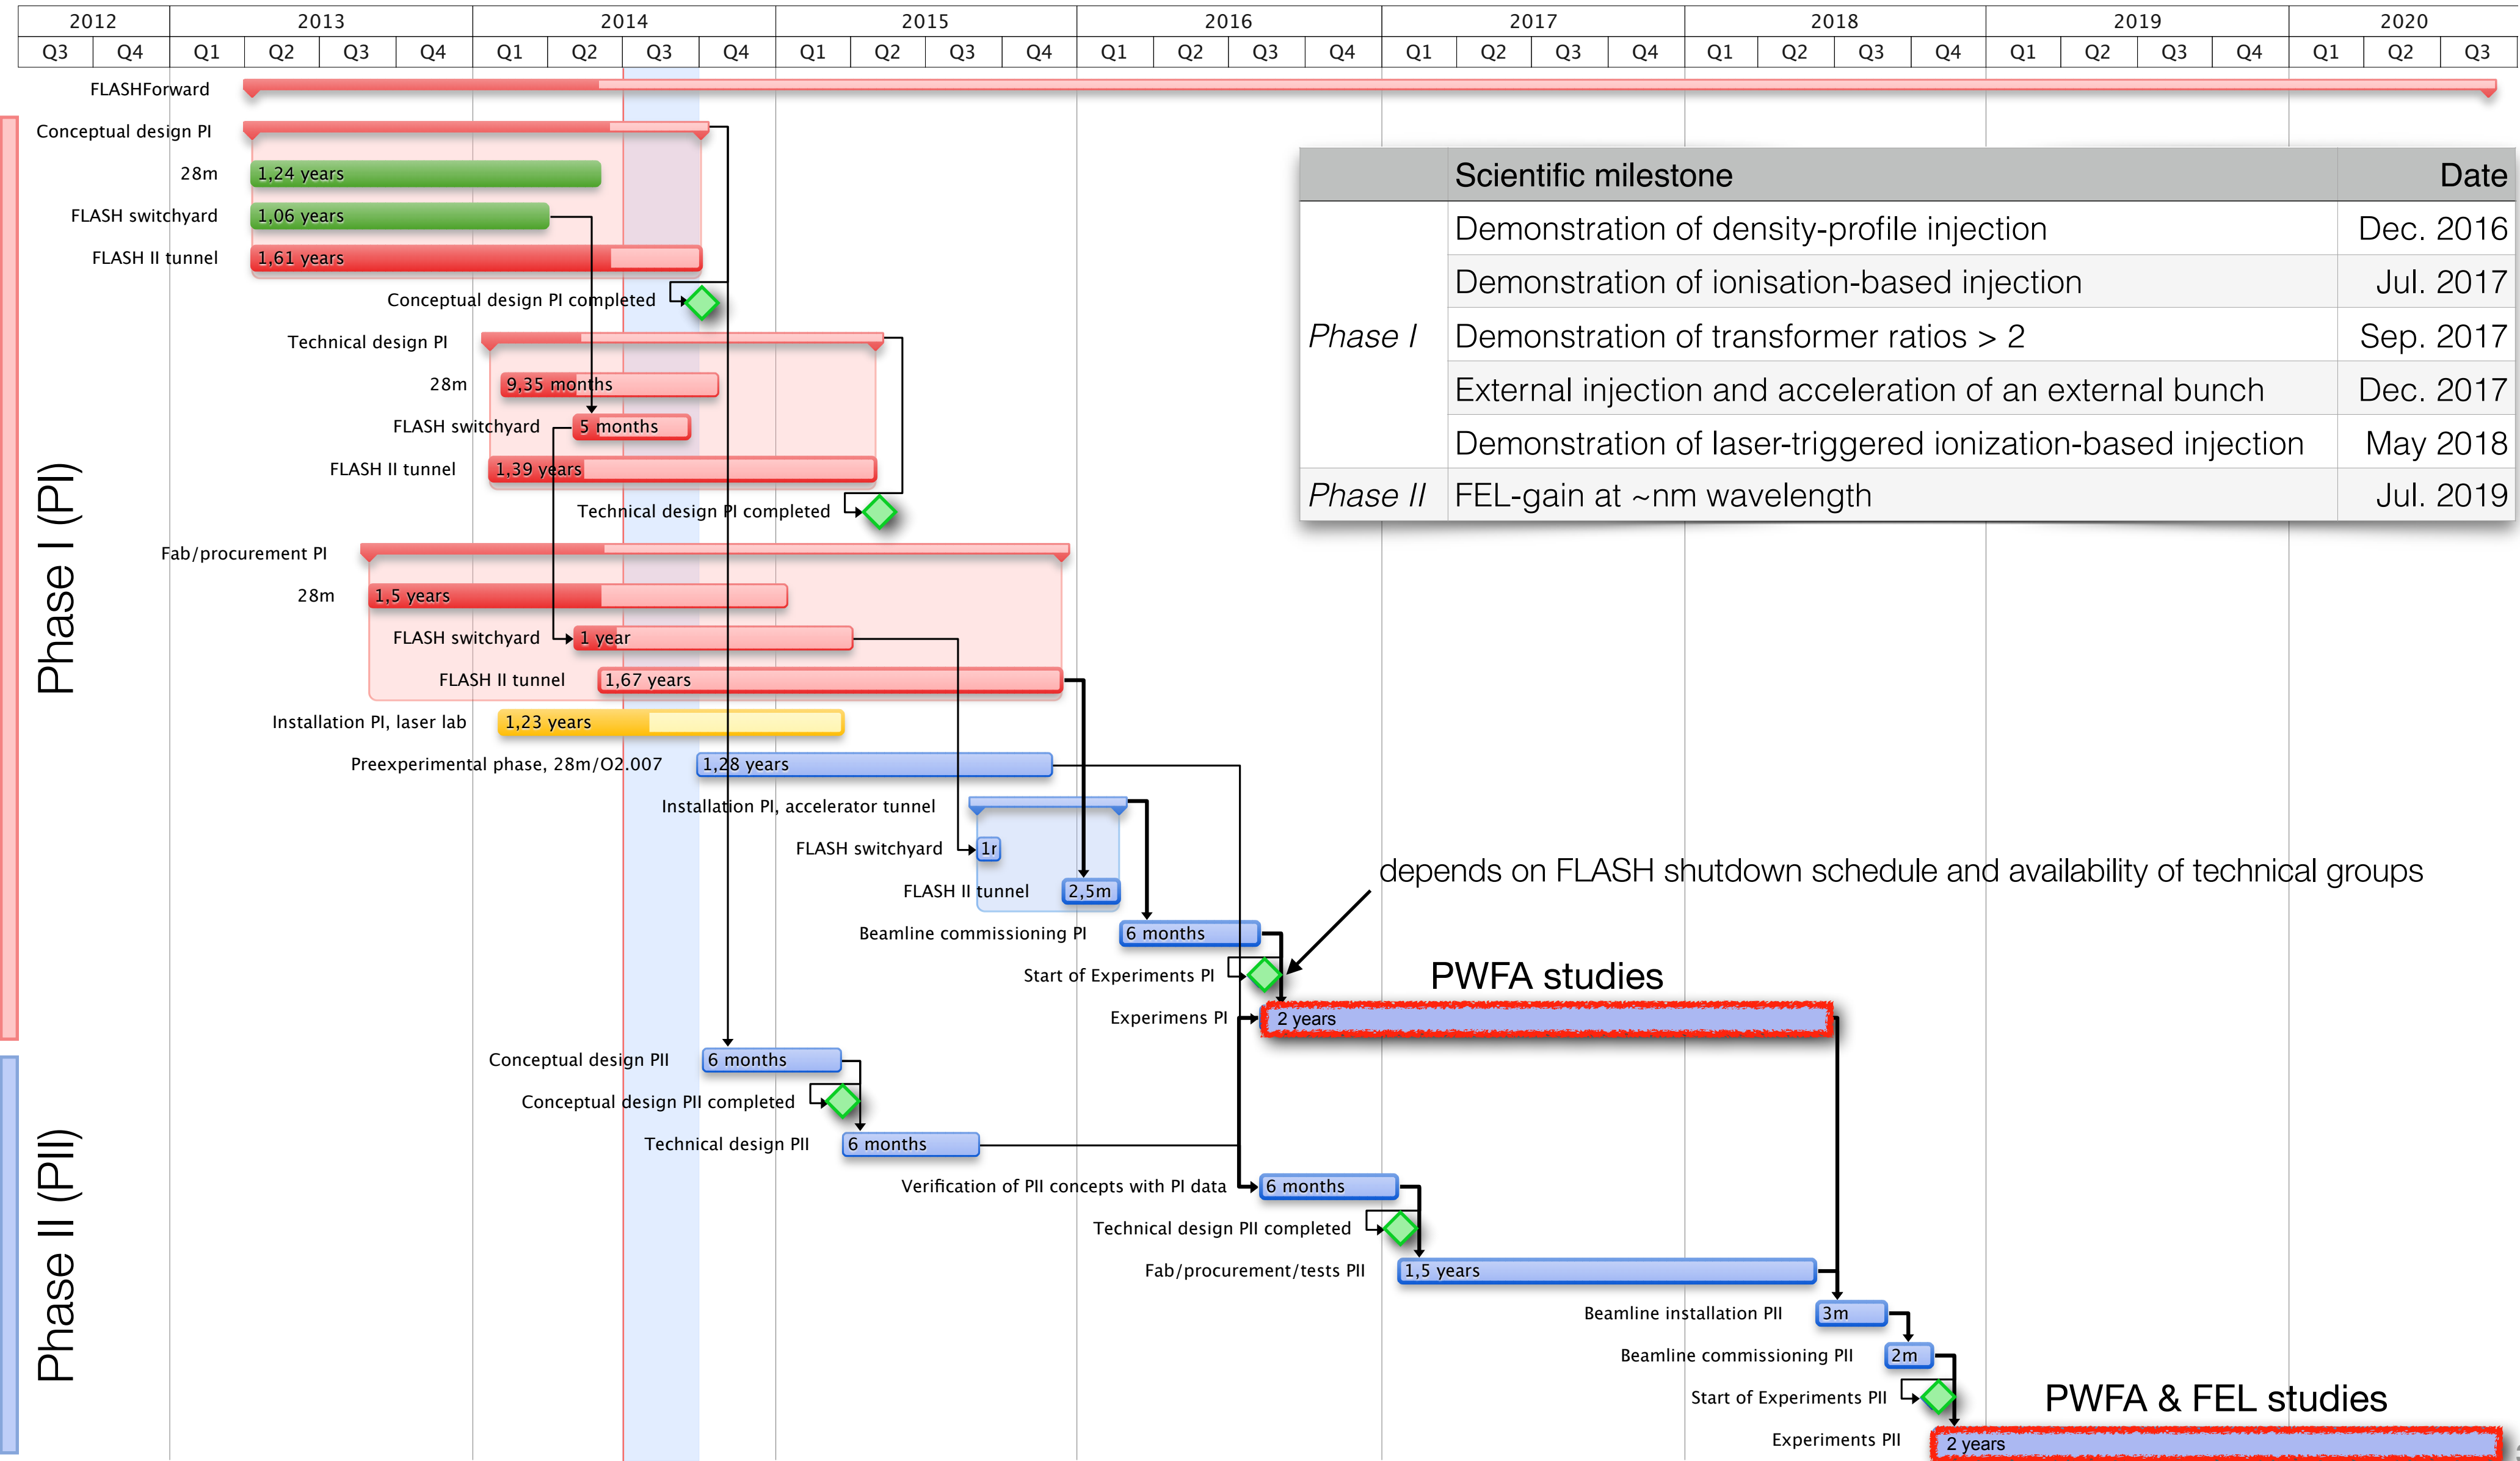 2012 2013 2014 2015 2016 2017 2018 2019 2020
Q3 Q4 Q1 Q2 Q3 Q4 Q1 Q2 Q3 Q4 Q1 Q2 Q3 Q4 Q1 Q2 Q3 Q4 Q1 Q2 Q3 Q4 Q1 Q2 Q3 Q4 Q1 Q2 Q3 Q4 Q1 Q2 Q3
FLASHForward
Conceptual design PI
28m 1,24 years
FLASH switchyard 1,06 years
FLASH II tunnel 1,61 years
Conceptual design PI completed
Technical design PI
28m 9,35 months
FLASH switchyard 5 months
FLASH II tunnel 1,39 years
Technical design PI completed
Fab/procurement PI
28m 1,5 years
FLASH switchyard 1 year
FLASH II tunnel 1,67 years
Installation PI, laser lab 1,23 years
Preexperimental phase, 28m/O2.007 1,28 years
Installation PI, accelerator tunnel
FLASH switchyard
FLASH II tunnel 2,5m
Beamline commissioning PI 6 months
Start of Experiments PI
Experimens PI 2 years
Conceptual design PII 6 months
Conceptual design PII completed
Technical design PII 6 months
Verification of PII concepts with PI data 6 months
Technical design PII completed
Fab/procurement/tests PII 1,5 years
Beamline installation PII 3m
Beamline commissioning PII 2m
Start of Experiments PII
Experiments PII 2 years
Phase I (PI)
Phase II (PII)
Scientific milestone Date
Phase I
Demonstration of density-profile injection Dec. 2016
Demonstration of ionisation-based injection Jul. 2017
Demonstration of transformer ratios > 2 Sep. 2017
External injection and acceleration of an external bunch Dec. 2017
Demonstration of laser-triggered ionization-based injection May 2018
Phase II FEL-gain at ~nm wavelength Jul. 2019
depends on FLASH shutdown schedule and availability of technical groups
PWFA studies
PWFA & FEL studies